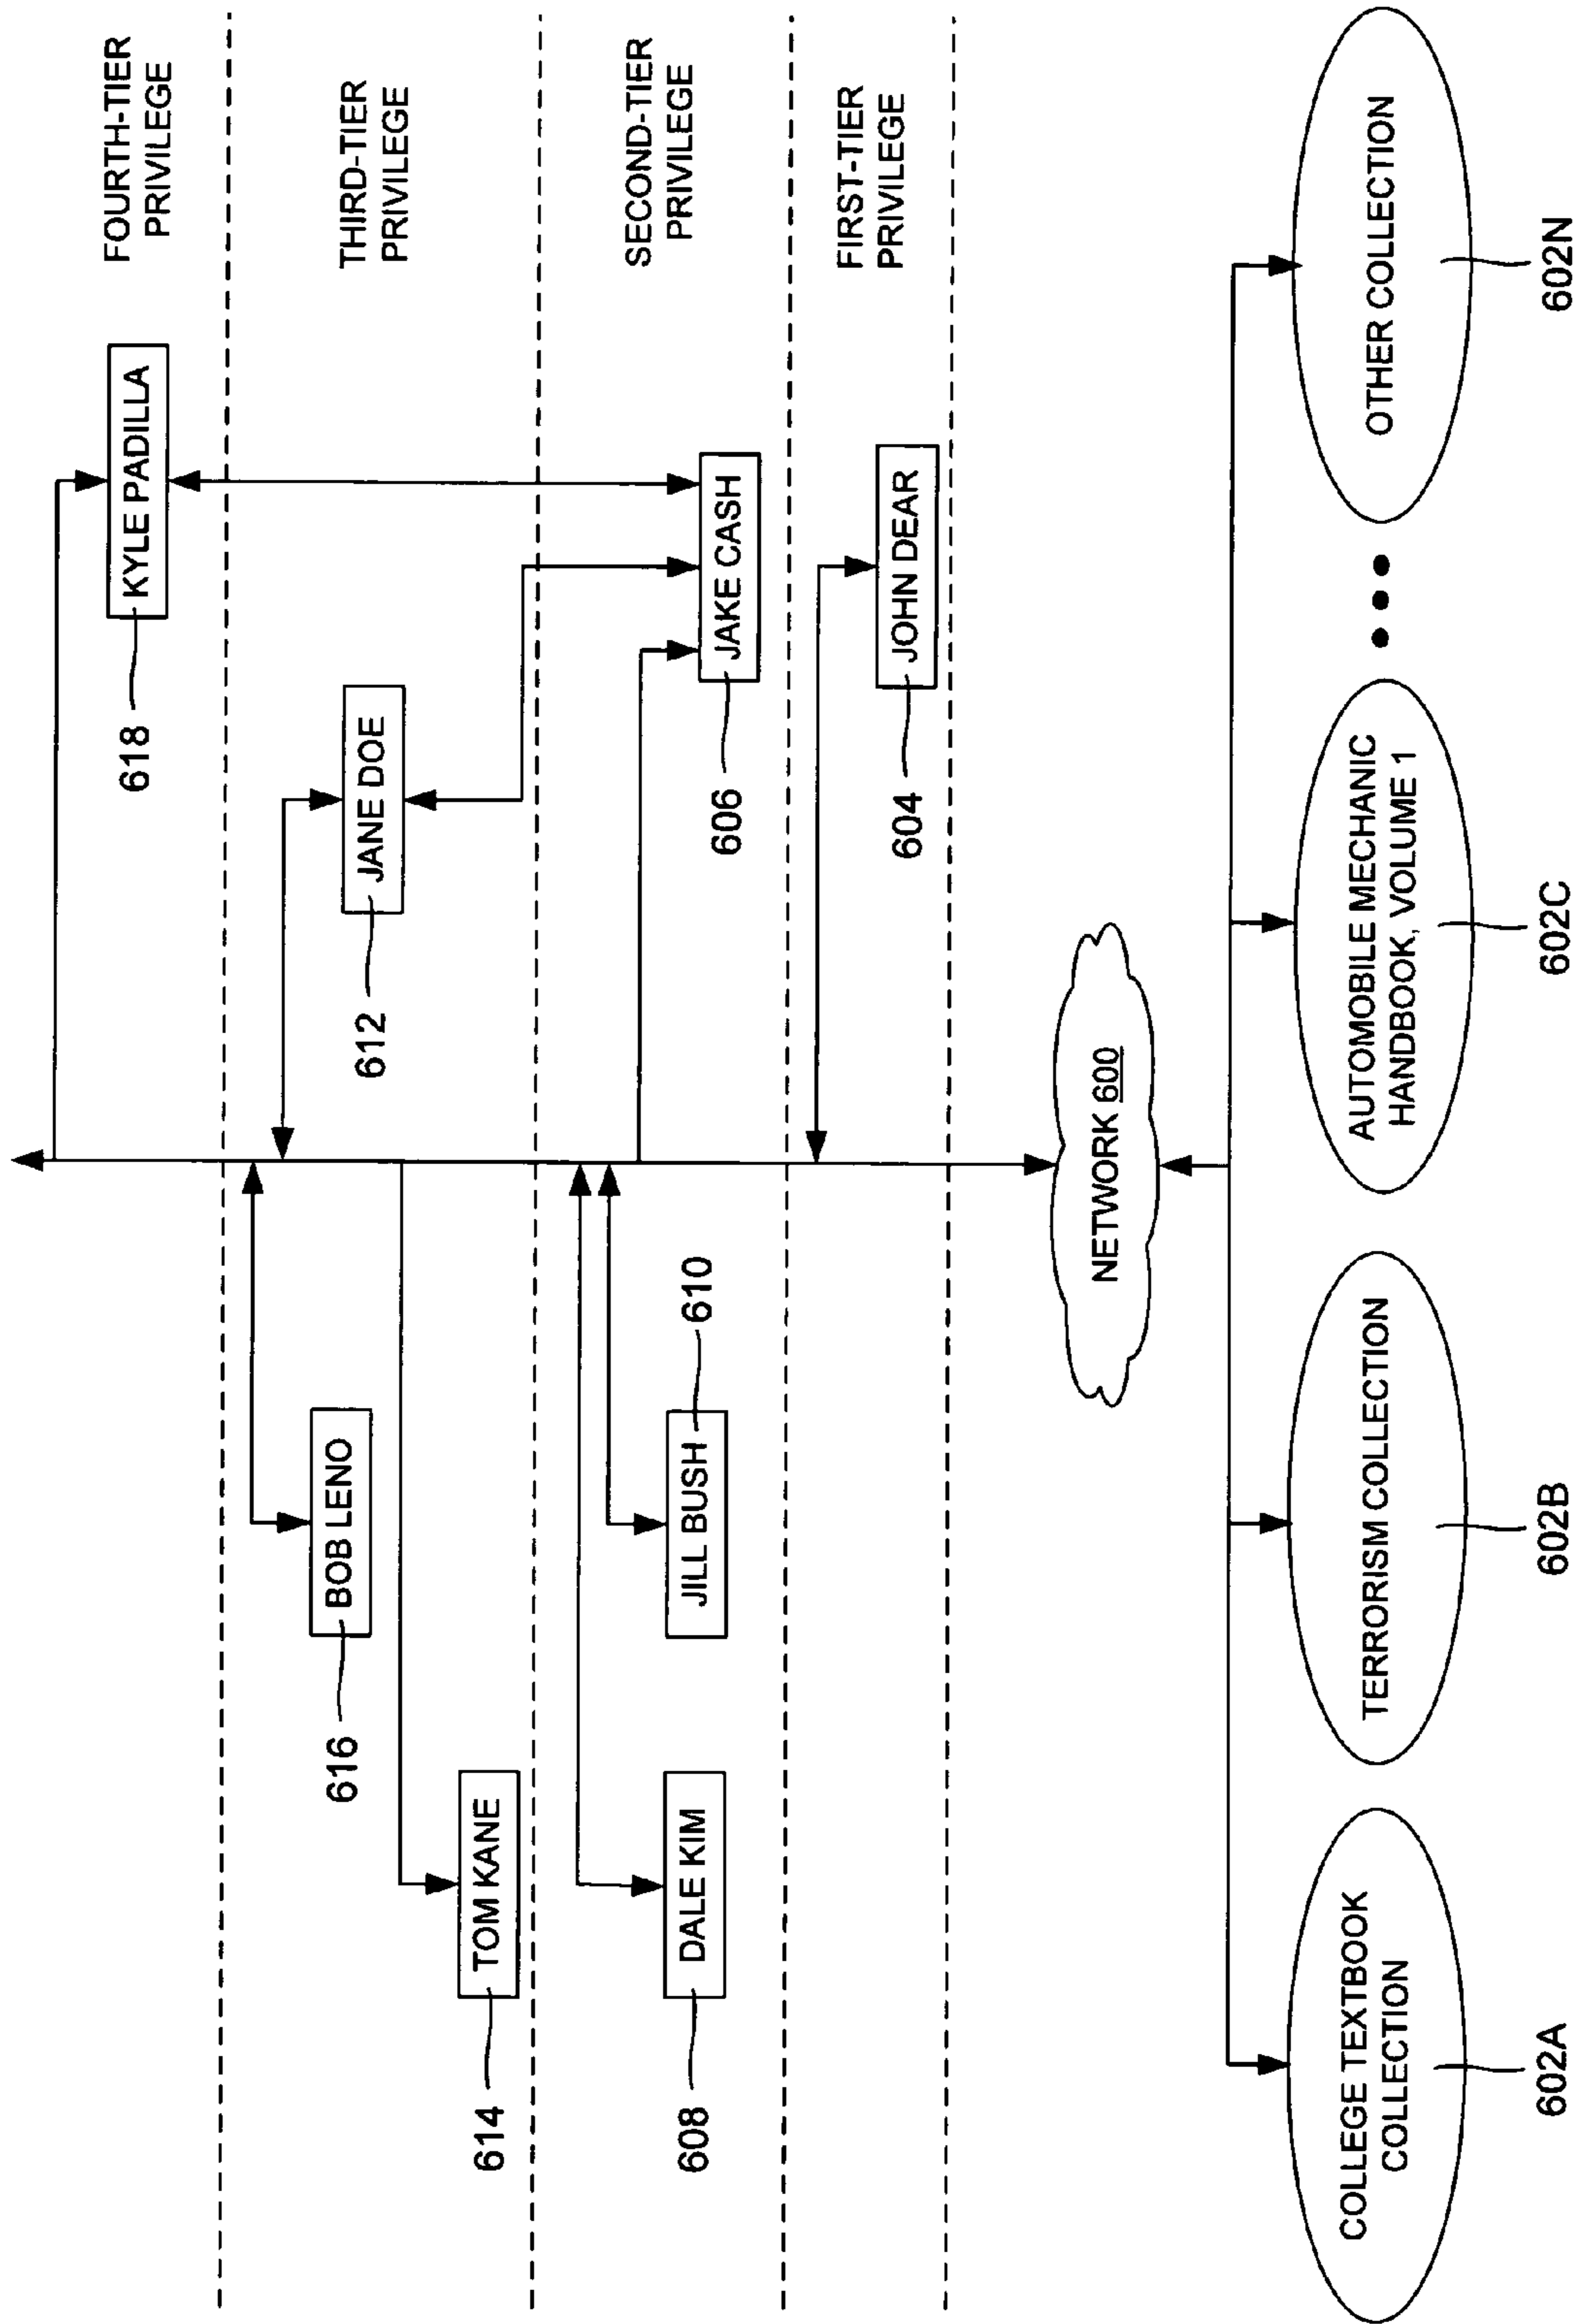 FOURTH-TIER
PRIVILEGE
618
KYLE PADILLA
THIRD-TIER
PRIVILEGE
616
BOB LENO
612
JANE DOE
614
TOM KANE
SECOND-TIER
PRIVILEGE
608
DALE KIM
JILL BUSH
610
606
JAKE CASH
FIRST-TIER
PRIVILEGE
604
JOHN DEAR
NETWORK 600
COLLEGE TEXTBOOK
COLLECTION
602A
TERRORISM COLLECTION
602B
AUTOMOBILE MECHANIC
HANDBOOK, VOLUME 1
602C
OTHER COLLECTION
602N